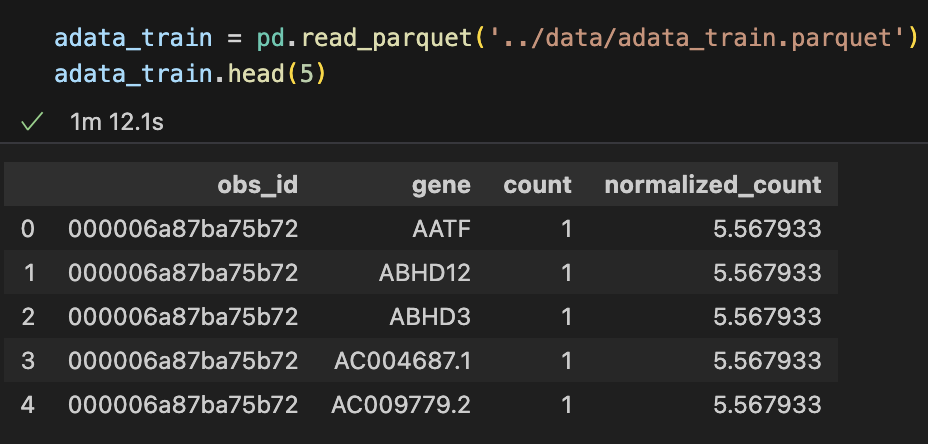 adata_train = pd.read_parquet('../data/adata_train.parquet')
adata_train.head(5)
1m 12.1s
obs_id gene count normalized_count
0 000006a87ba75b72 AATF 1 5.567933
1 000006a87ba75b72 ABHD12 1 5.567933
2 000006a87ba75b72 ABHD3 1 5.567933
3 000006a87ba75b72 AC004687.1 1 5.567933
4 000006a87ba75b72 AC009779.2 1 5.567933